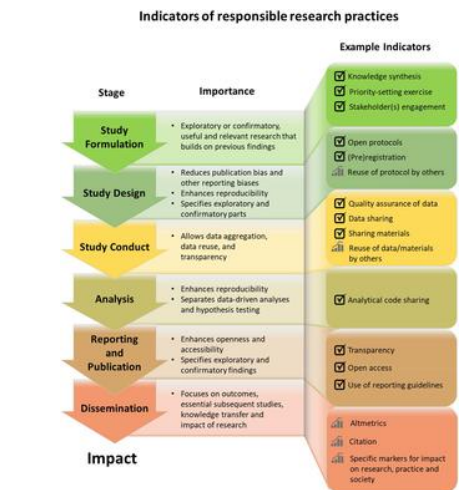 Indicators of responsible research practices
Stage
Importance
Example Indicators
Study
Formulation
• Exploratory or confirmatory,
useful and relevant research that
builds on previous findings
Knowledge synthesis
Priority-setting exercise
Stakeholder(s) engagement
Study Design
• Reduces publication bias and
other reporting biases
• Enhances reproducibility
• Specifies exploratory and
confirmatory parts
Open protocols
(Pre)registration
Reuse of protocol by others
Study Conduct
• Allows data aggregation,
data reuse, and
transparency
Quality assurance of data
Data sharing
Sharing materials
Reuse of data/materials
by others
Analysis
• Enhances reproducibility
• Separates data-driven analyses
and hypothesis testing
Analytical code sharing
Reporting
and
Publication
• Enhances openness and
accessibility
• Specifies exploratory and
confirmatory findings
Transparency
Open access
Use of reporting guidelines
Dissemination
• Focuses on outcomes,
essential subsequent studies,
knowledge transfer and
impact of research
Altmetrics
Citation
Specific markers for impact
on research, practice and
society
Impact